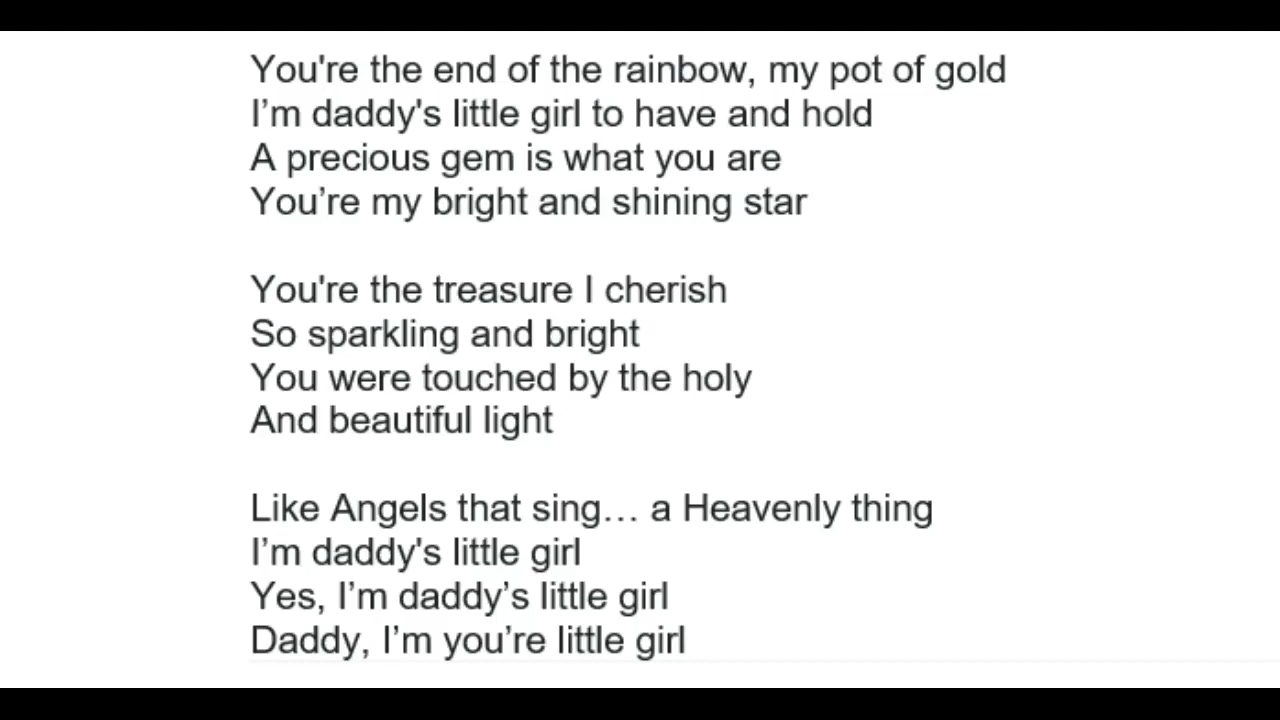 You're the end of the rainbow, my pot of gold
I’m daddy's little girl to have and hold
A precious gem is what you are
You’re my bright and shining star
You're the treasure I cherish
So sparkling and bright
You were touched by the holy
And beautiful light
Like Angels that sing… a Heavenly thing
I’m daddy's little girl
Yes, I’m daddy’s little girl
Daddy, I’m you’re little girl